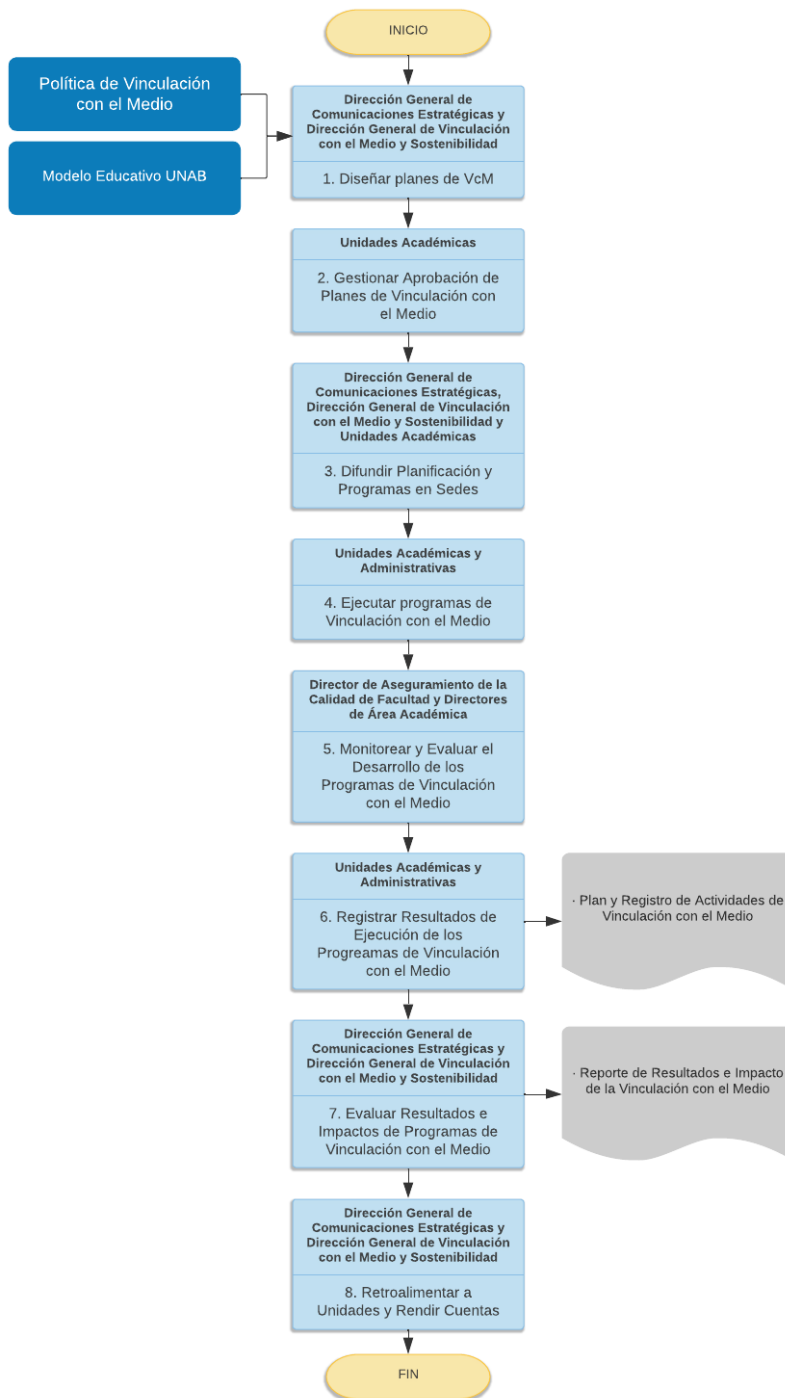 INICIO
Política de Vinculación
con el Medio
Modelo Educativo UNAB
Dirección General de
Comunicaciones Estratégicas y
Dirección General de Vinculación
con el Medio y Sostenibilidad
1. Diseñar planes de VcM
Unidades Académicas
2. Gestionar Aprobación de
Planes de Vinculación con
el Medio
Dirección General de
Comunicaciones Estratégicas,
Dirección General de Vinculación
con el Medio y Sostenibilidad y
Unidades Académicas
3. Difundir Planificación y
Programas en Sedes
Unidades Académicas y
Administrativas
4. Ejecutar programas de
Vinculación con el Medio
Director de Aseguramiento de la
Calidad de Facultad y Directores
de Área Académica
5. Monitorear y Evaluar el
Desarrollo de los
Programas de Vinculación
con el Medio
Unidades Académicas y
Administrativas
6. Registrar Resultados de
Ejecución de los
Progreamas de Vinculación
con el Medio
· Plan y Registro de Actividades de
Vinculación con el Medio
Dirección General de
Comunicaciones Estratégicas y
Dirección General de Vinculación
con el Medio y Sostenibilidad
7. Evaluar Resultados e
Impactos de Programas de
Vinculación con el Medio
· Reporte de Resultados e Impacto
de la Vinculación con el Medio
Dirección General de
Comunicaciones Estratégicas y
Dirección General de Vinculación
con el Medio y Sostenibilidad
8. Retroalimentar a
Unidades y Rendir Cuentas
FIN